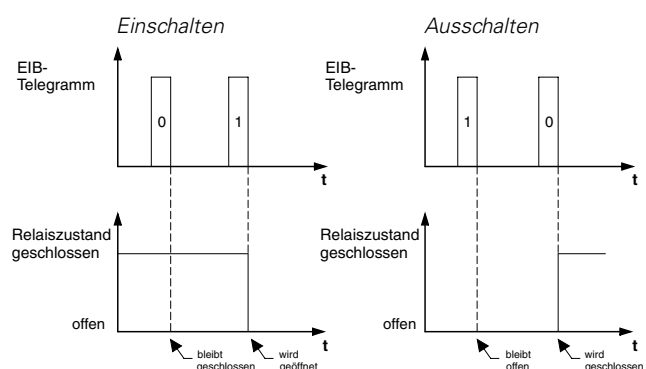 Einschalten
EIB-
Telegramm
0
1
t
Relaiszustand
geschlossen
offen
t
bleibt
geschlossen
wird
geöffnet
Ausschalten
EIB-
Telegramm
1
0
t
Relaiszustand
geschlossen
offen
t
bleibt
offen
wird
geschlossen